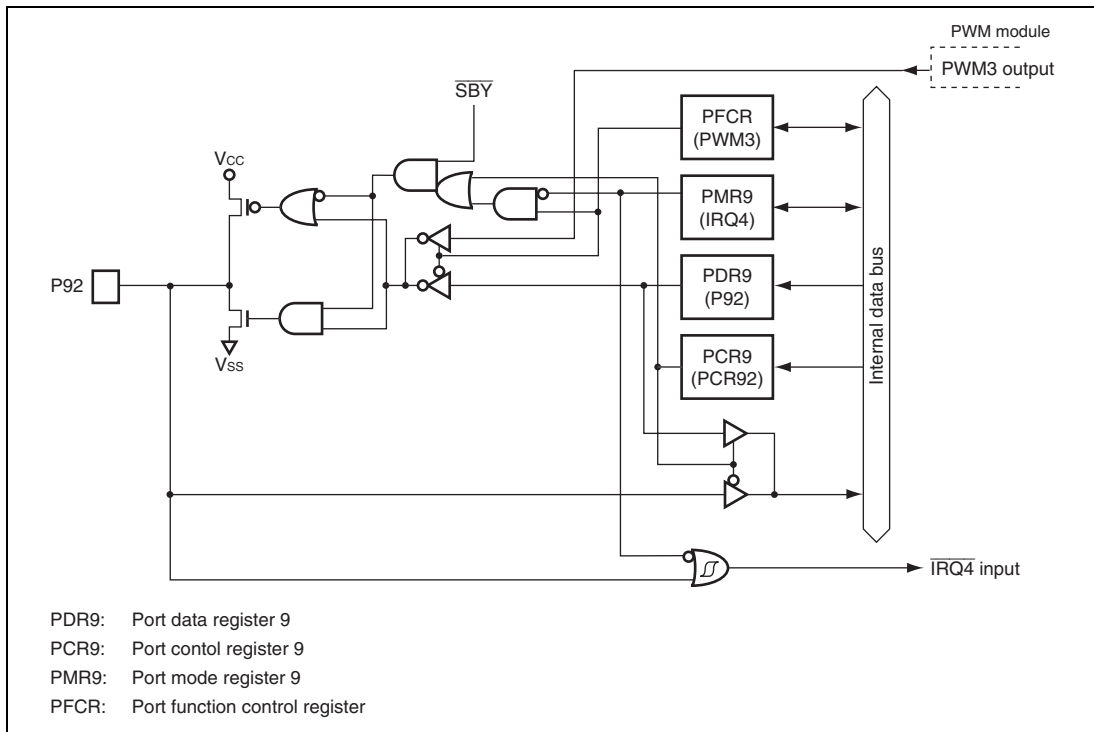 PWM module
PWM3 output
SBY
PFCR
(PWM3)
VCC
PMR9
(IRQ4)
P92
PDR9
(P92)
VSS
PCR9
(PCR92)
Internal data bus
IRQ4 input
PDR9: Port data register 9
PCR9: Port contol register 9
PMR9: Port mode register 9
PFCR: Port function control register